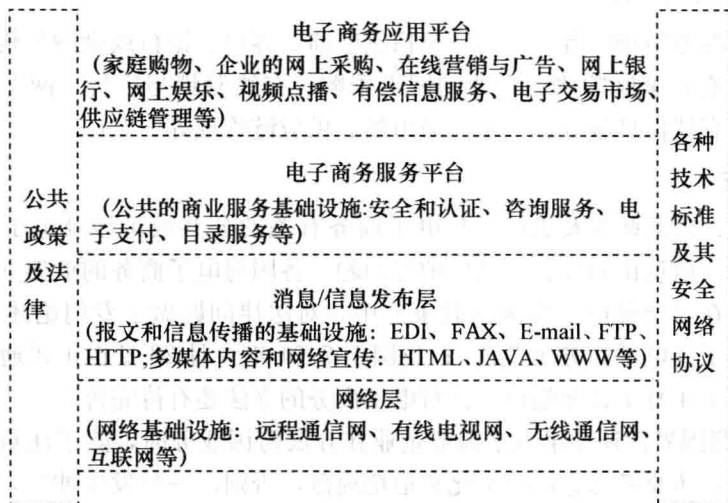 电子商务应用平台
（家庭购物、企业的网上采购、在线营销与广告、网上银
行、网上娱乐、视频点播、有偿信息服务、电子交易市场、
供应链管理等）
电子商务服务平台
（公共的商业服务基础设施:安全和认证、咨询服务、电
子支付、目录服务等）
消息/信息发布层
(报文和信息传播的基础设施：EDI、FAX、E-mail、FTP、
HTTP;多媒体内容和网络宣传：HTML、JAVA、WWW等)
网络层
(网络基础设施；远程通信网、有线电视网、无线通信网、
互联网等）
公共
政策
及法
律
各种
技术
标准
及其
安全
网络
协议